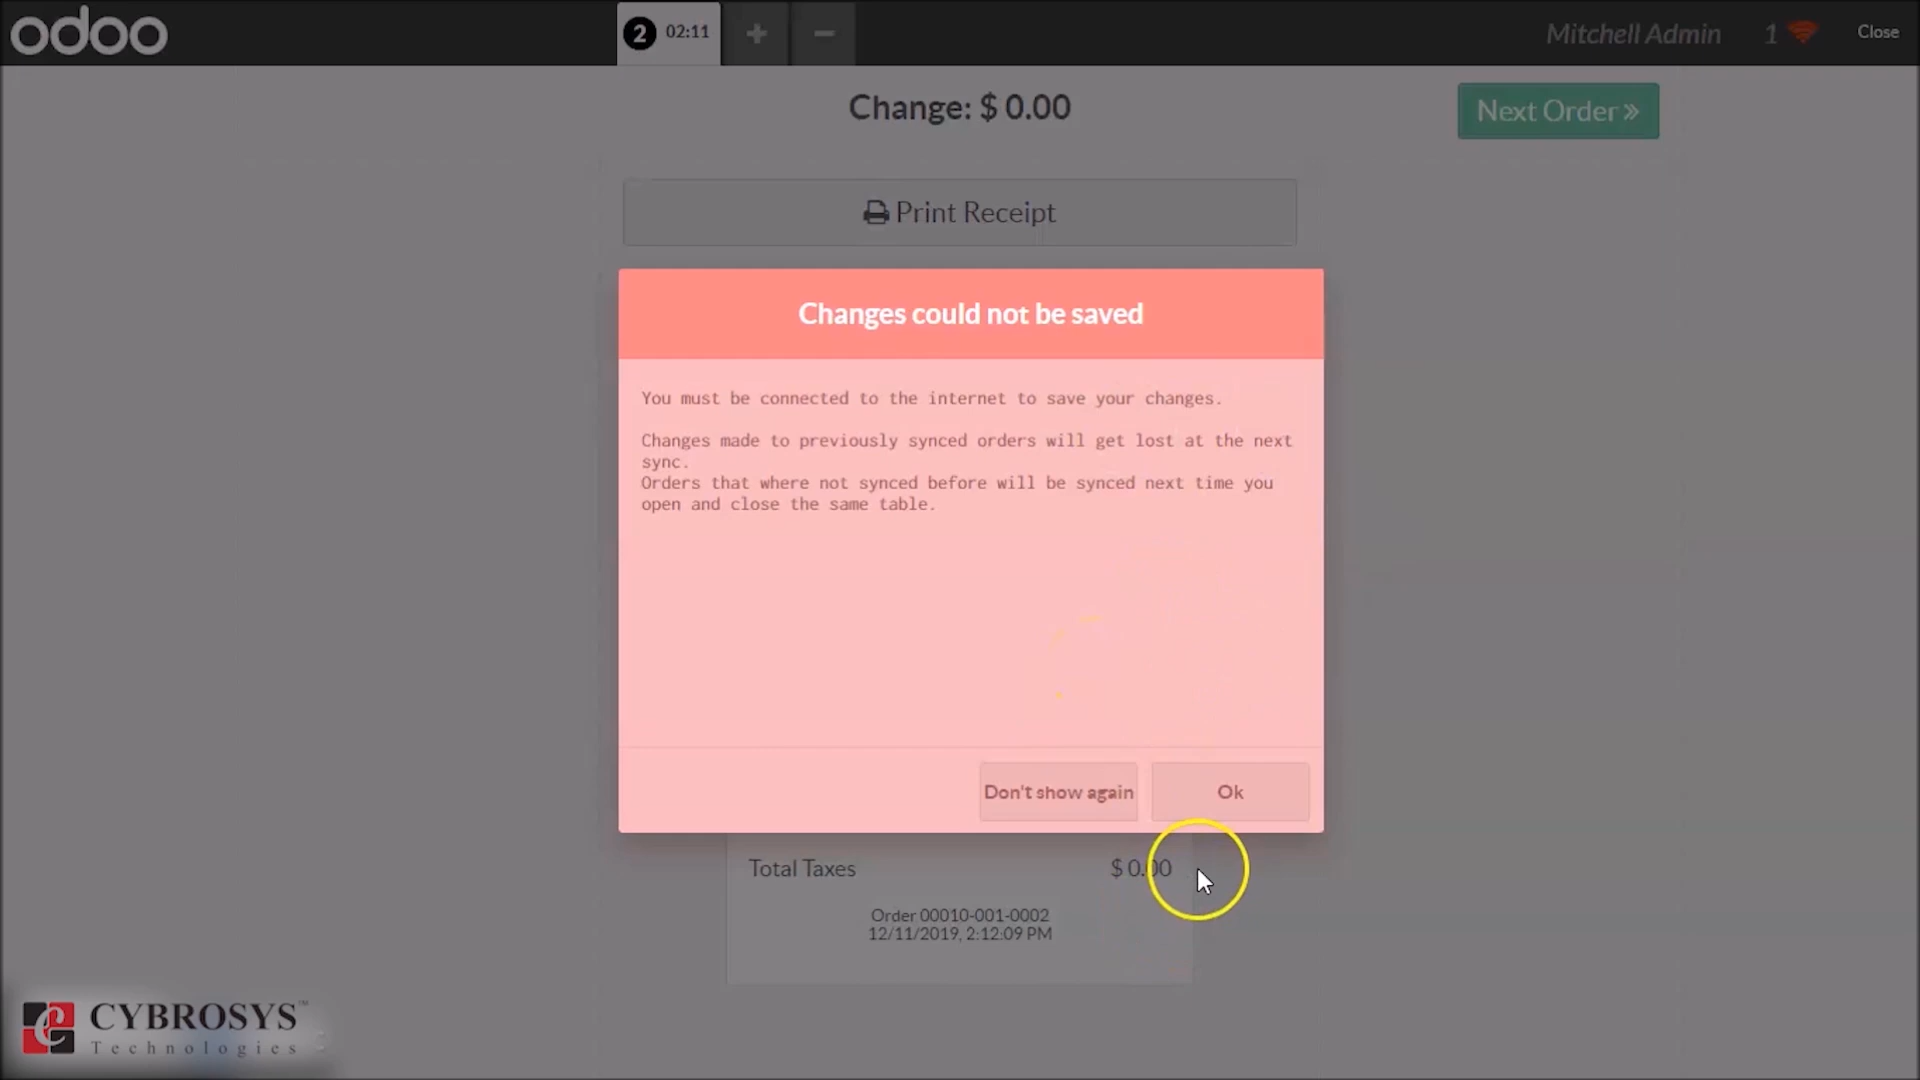 odoo
2 02:11
Mitchell Admin
1
Close
Change: $ 0.00
Next Order
Print Receipt
Changes could not be saved
You must be connected to the internet to save your changes.
Changes made to previously synced orders will get lost at the next
sync.
Orders that where not synced before will be synced next time you
open and close the same table.
Don't show again
Ok
Total Taxes $ 0.00
Order 00010-001-0002
12/11/2019, 2:12:09 PM
CYBROSYS™
Technologies